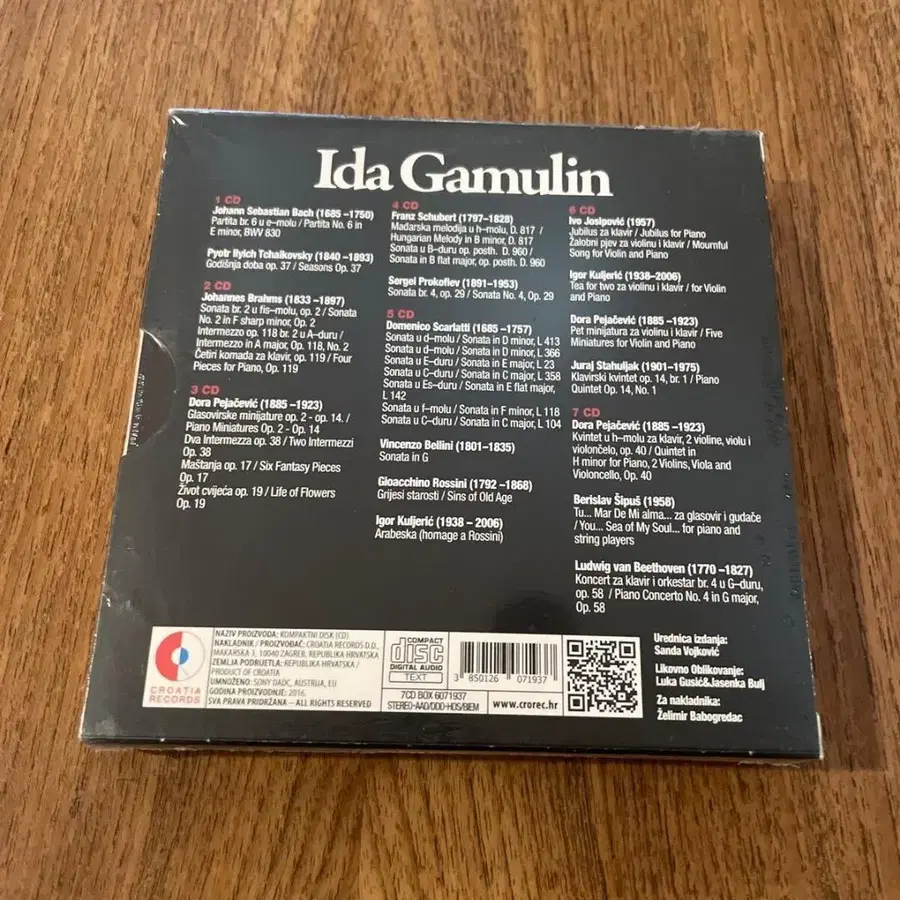 Ida Gamulin
1 CD
Johann Sebastian Bach (1685 –1750)
Partita br. 6 u e–molu / Partita No. 6 in
E minor, BWV 830
Pyotr Ilyich Tchaikovsky (1840 –1893)
Godišnja doba op. 37 / Seasons Op. 37
2 CD
Johannes Brahms (1833 –1897)
Sonata br. 2 u fis–molu, op. 2 / Sonata
No. 2 in F sharp minor, Op. 2
Intermezzo op. 118 br. 2 u A–duru /
Intermezzo in A major, Op. 118, No. 2
Četiri komada za klavir, op. 119 / Four
Pieces for Piano, Op. 119
3 CD
Dora Pejačević (1885 –1923)
Glasovirske minijature op. 2 - op. 14. /
Piano Miniatures Op. 2 - Op. 14
Dva Intermezza op. 38 / Two Intermezzi
Op. 38
Maštanja op. 17 / Six Fantasy Pieces
Op. 17
Život cvijeća op. 19 / Life of Flowers
Op. 19
4 CD
Franz Schubert (1797–1828)
Mađarska melodija u h–molu, D. 817 /
Hungarian Melody in B minor, D. 817
Sonata u B–duru op. posth. D. 960 /
Sonata in B flat major, op. posth. D. 960
Sergei Prokofiev (1891–1953)
Sonata br. 4, op. 29 / Sonata No. 4, Op. 29
5 CD
Domenico Scarlatti (1685 –1757)
Sonata u d–molu / Sonata in D minor, L 413
Sonata u d–molu / Sonata in D minor, L 366
Sonata u E–duru / Sonata in E major, L 23
Sonata u C–duru / Sonata in C major, L 358
Sonata u Es–duru / Sonata in E flat major,
L 142
Sonata u f–molu / Sonata in F minor, L 118
Sonata u C–duru / Sonata in C major, L 104
Vincenzo Bellini (1801–1835)
Sonata in G
Gioacchino Rossini (1792 –1868)
Grijesi starosti / Sins of Old Age
Igor Kuljerić (1938 – 2006)
Arabeska (homage a Rossini)
6 CD
Ivo Josipović (1957)
Jubilus za klavir / Jubilus for Piano
Žalobni pjev za violinu i klavir / Mournful
Song for Violin and Piano
Igor Kuljerić (1938–2006)
Tea for two za violinu i klavir / for Violin
and Piano
Dora Pejačević (1885 –1923)
Pet minijatura za violinu i klavir / Five
Miniatures for Violin and Piano
Juraj Stahuljak (1901–1975)
Klavirski kvintet op. 14, br. 1 / Piano
Quintet Op. 14, No. 1
7 CD
Dora Pejačević (1885 –1923)
Kvintet u h–molu za klavir, 2 violine, violu i
violončelo, op. 40 / Quintet in
H minor for Piano, 2 Violins, Viola and
Violoncello, Op. 40
Berislav Šipuš (1958)
Tu... Mar De Mi alma... za glasovir i gudače
/ You... Sea of My Soul... for piano and
string players
Ludwig van Beethoven (1770 –1827)
Koncert za klavir i orkestar br. 4 u G–duru,
op. 58 / Piano Concerto No. 4 in G major,
Op. 58
CROATIA
RECORDS
NAZIV PROIZVODA: KOMPAKTNI DISK (CD)
NAKLADNIK / PROIZVOĐAČ: CROATIA RECORDS D.D.,
MAKARSKA 3, 10040 ZAGREB, REPUBLIKA HRVATSKA
ZEMLJA PODRIJETLA: REPUBLIKA HRVATSKA /
PRODUCT OF CROATIA
UMNOŽENO: SONY DADC, AUSTRIJA, EU
GODINA PROIZVODNJE: 2016.
SVA PRAVA PRIDRŽANA – ALL RIGHTS RESERVED
COMPACT
disc
DIGITAL AUDIO
TEXT
3 850126 071937
7CD BOX 6071937
STEREO-AAD/DDD-HDS/BIEM
www.crorec.hr
Urednica izdanja:
Sanda Vojković
Likovno Oblikovanje:
Luka Gusić&Jasenka Bulj
Za nakladnika:
Želimir Babogredac